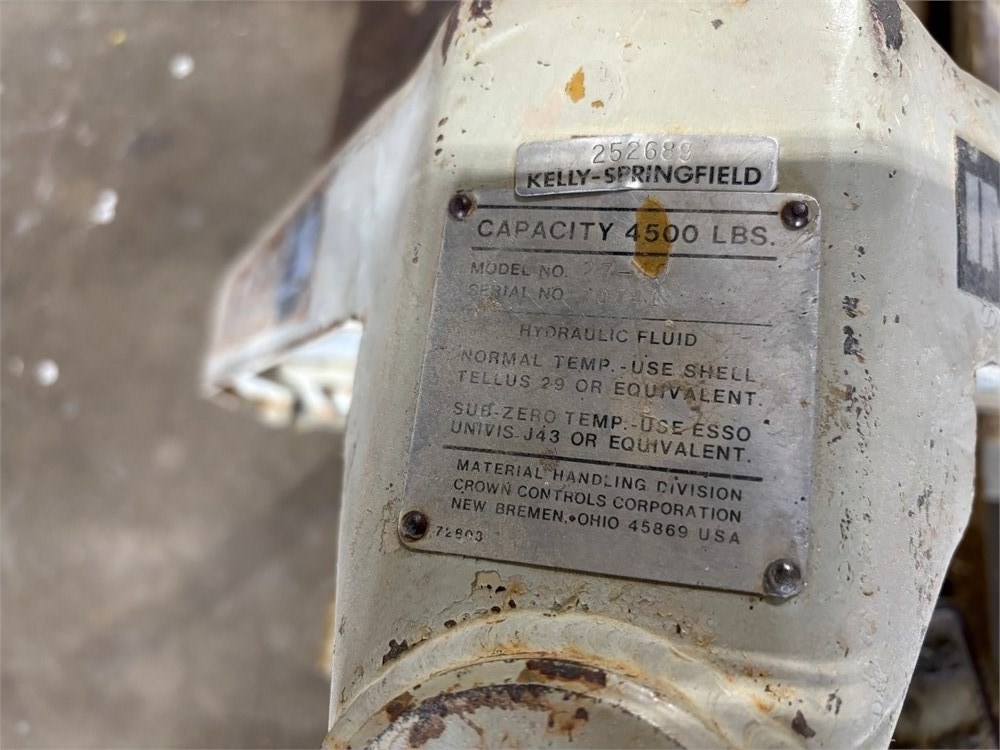 252689
KELLY-SPRINGFIELD
CAPACITY 4500 LBS.
MODEL NO.
SERIAL NO
HYDRAULIC FLUID
NORMAL TEMP.-USE SHELL
TELLUS 29 OR EQUIVALENT.
SUB-ZERO TEMP.-USE ESSO
UNIVIS J43 OR EQUIVALENT.
MATERIAL HANDLING DIVISION
CROWN CONTROLS CORPORATION
NEW BREMEN, OHIO 45869 USA
72803